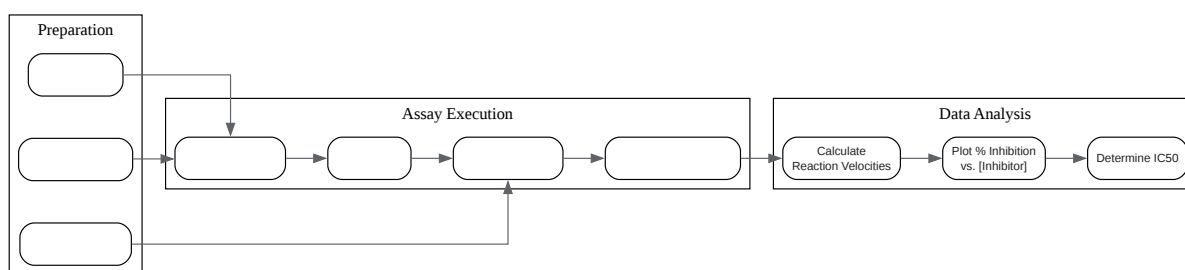 Preparation
Assay Execution
Data Analysis
Calculate
Reaction Velocities
Plot % Inhibition
vs. [Inhibitor]
Determine IC50